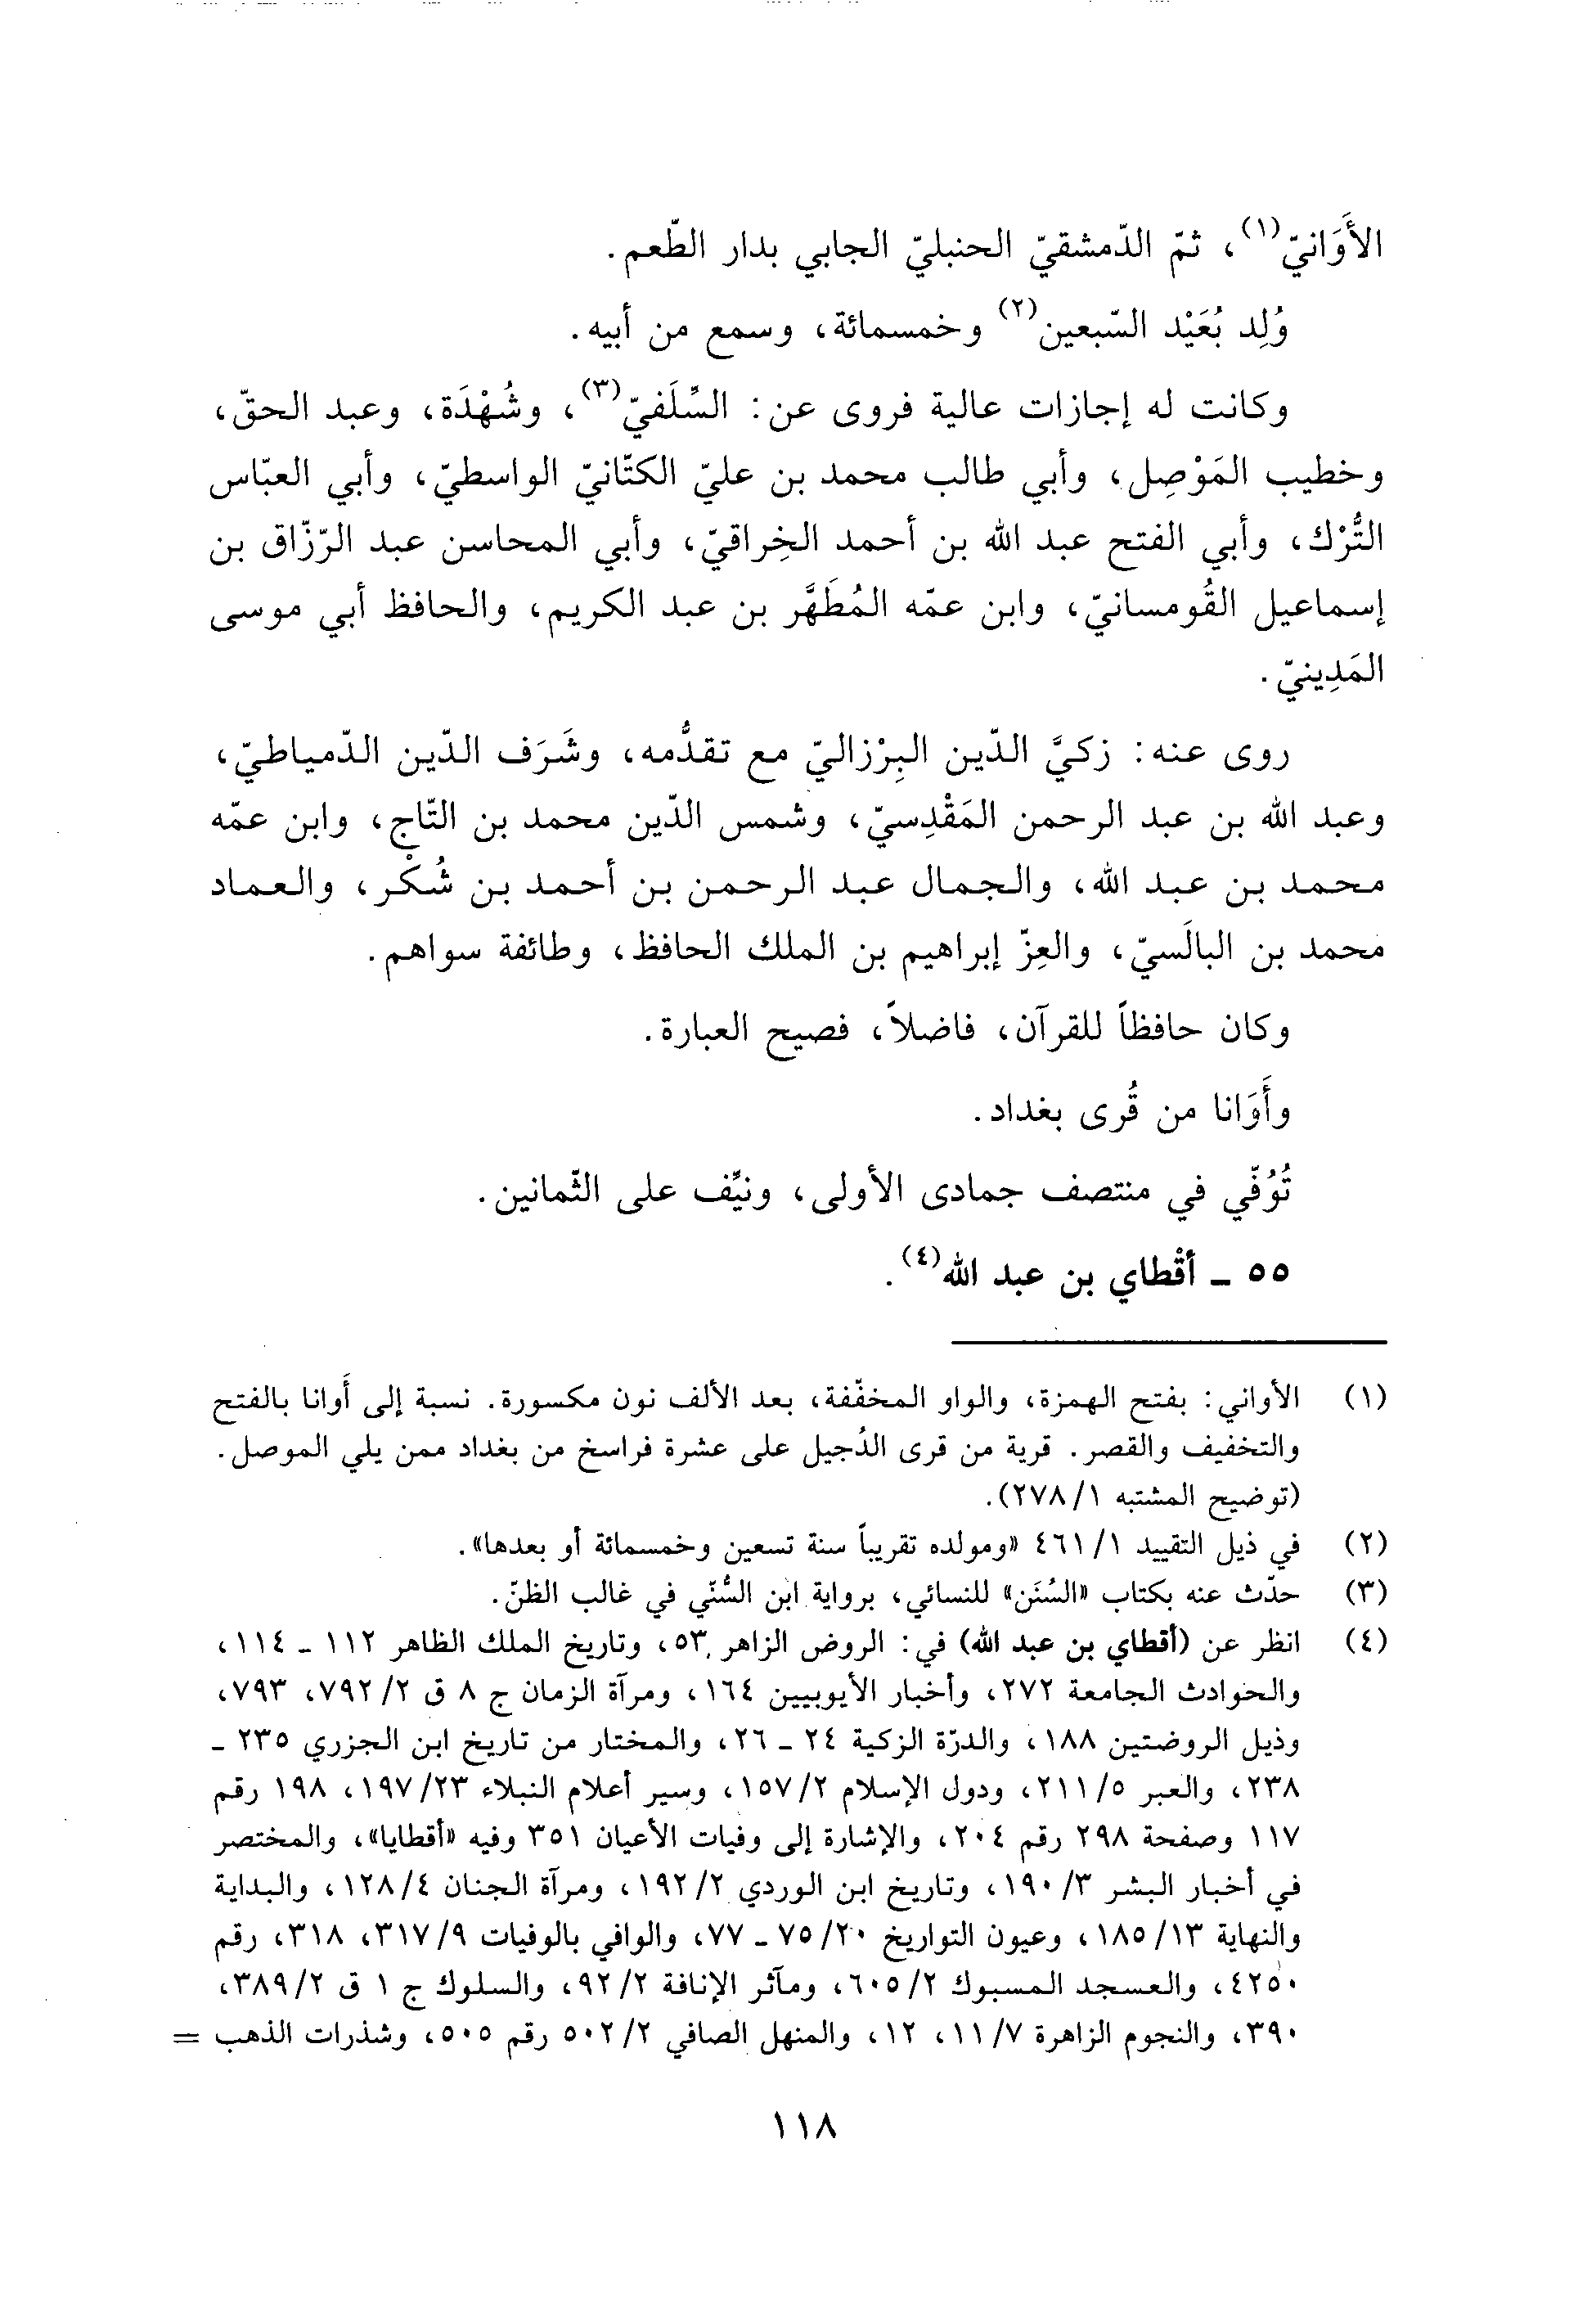 الأَوَانيّ(١)، ثمّ الدّمشقيّ الحنبليّ الجابي بدار الطّعم.
وُلِد بُعَيْد السّبعين(٢) وخمسمائة، وسمع من أبيه.
وكانت له إجازات عالية فروى عن: السِّلَفيّ(٣)، وشُهْدَة، وعبد الحقّ،
وخطيب المَوْصِل، وأبي طالب محمد بن عليّ الكتّانيّ الواسطيّ، وأبي العبّاس
التُّرْك، وأبي الفتح عبد الله بن أحمد الخِراقيّ، وأبي المحاسن عبد الرّزّاق بن
إسماعيل القُومسانيّ، وابن عمّه المُطَهَّر بن عبد الكريم، والحافظ أبي موسى
المَدِينيّ.
روى عنه: زكيَّ الدّين البِرْزاليّ مع تقدُّمه، وشَرَف الدّين الدّمياطيّ،
وعبد الله بن عبد الرحمن المَقْدِسيّ، وشمس الدّين محمد بن التّاج، وابن عمّه
محمد بن عبد الله، والجمال عبد الرحمن بن أحمد بن شُكْر، والعماد
محمد بن البالَسيّ، والعِزّ إبراهيم بن الملك الحافظ، وطائفة سواهم.
وكان حافظاً للقرآن، فاضلاً، فصيح العبارة.
وأَوَانا من قُرى بغداد.
تُوُفّي في منتصف جمادى الأولى، ونيِّف على الثّمانين.
٥٥ ـ أقْطاي بن عبد الله(٤).
(١) الأواني: بفتح الهمزة، والواو المخفّفة، بعد الألف نون مكسورة. نسبة إلى أَوانا بالفتح
والتخفيف والقصر. قرية من قرى الدُجيل على عشرة فراسخ من بغداد ممن يلي الموصل.
(توضيح المشتبه ١/ ٢٧٨).
(٢) في ذيل التقييد ١/ ٤٦١ «ومولده تقريباً سنة تسعين وخمسمائة أو بعدها».
(٣) حدّث عنه بكتاب «السُنَن» للنسائي، برواية ابن السُّنّي في غالب الظنّ.
(٤) انظر عن (أقطاي بن عبد الله) في: الروض الزاهر ٥٣، وتاريخ الملك الظاهر ١١٢ ـ ١١٤،
والحوادث الجامعة ٢٧٢، وأخبار الأيوبيين ١٦٤، ومرآة الزمان ج ٨ ق ٢/ ٧٩٢، ٧٩٣،
وذيل الروضتين ١٨٨، والدرّة الزكية ٢٤ ـ ٢٦، والمختار من تاريخ ابن الجزري ٢٣٥ ـ
٢٣٨، والعبر ٥/ ٢١١، ودول الإسلام ٢/ ١٥٧، وسير أعلام النبلاء ٢٣/ ١٩٧، ١٩٨ رقم
١١٧ وصفحة ٢٩٨ رقم ٢٠٤، والإشارة إلى وفيات الأعيان ٣٥١ وفيه «أقطايا»، والمختصر
في أخبار البشر ٣/ ١٩٠، وتاريخ ابن الوردي ٢/ ١٩٢، ومرآة الجنان ٤/ ١٢٨، والبداية
والنهاية ١٣/ ١٨٥، وعيون التواريخ ٢٠/ ٧٥ ـ ٧٧، والوافي بالوفيات ٩/ ٣١٧، ٣١٨، رقم
٤٢٥٠، والعسجد المسبوك ٢/ ٦٠٥، ومآثر الإنافة ٢/ ٩٢، والسلوك ج ١ ق ٢/ ٣٨٩،
٣٩٠، والنجوم الزاهرة ٧/ ١١، ١٢، والمنهل الصافي ٢/ ٥٠٢ رقم ٥٠٥، وشذرات الذهب =
١١٨